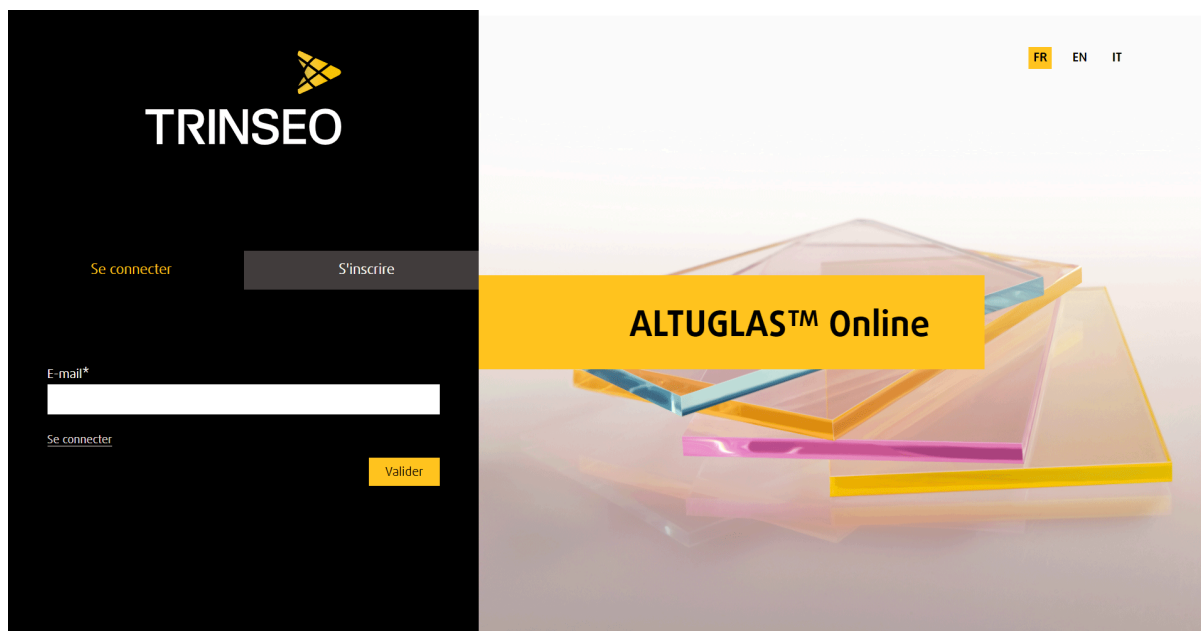 TRINSEO
FR EN IT
Se connecter S'inscrire
ALTUGLAS™ Online
E-mail*
Se connecter
Valider